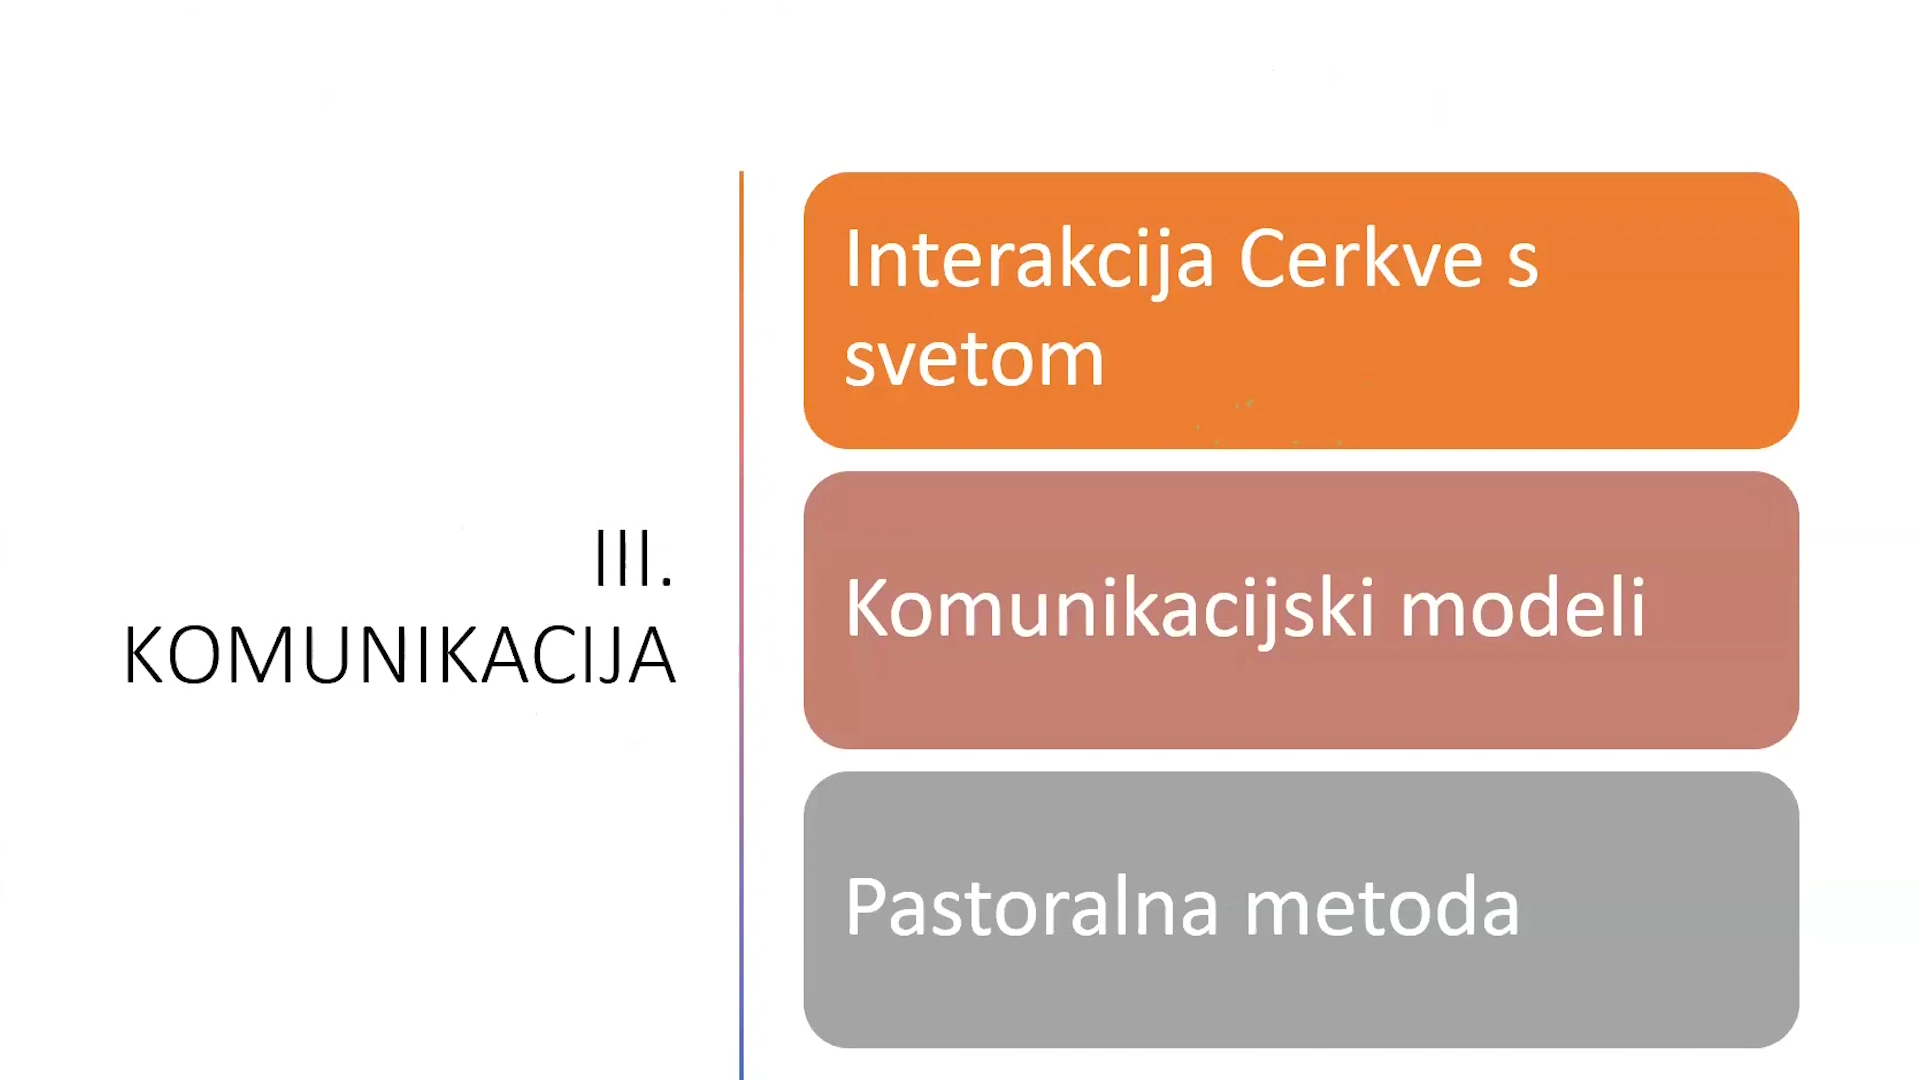 III.
KOMUNIKACIJA
Interakcija Cerkve s
svetom
Komunikacijski modeli
Pastoralna metoda